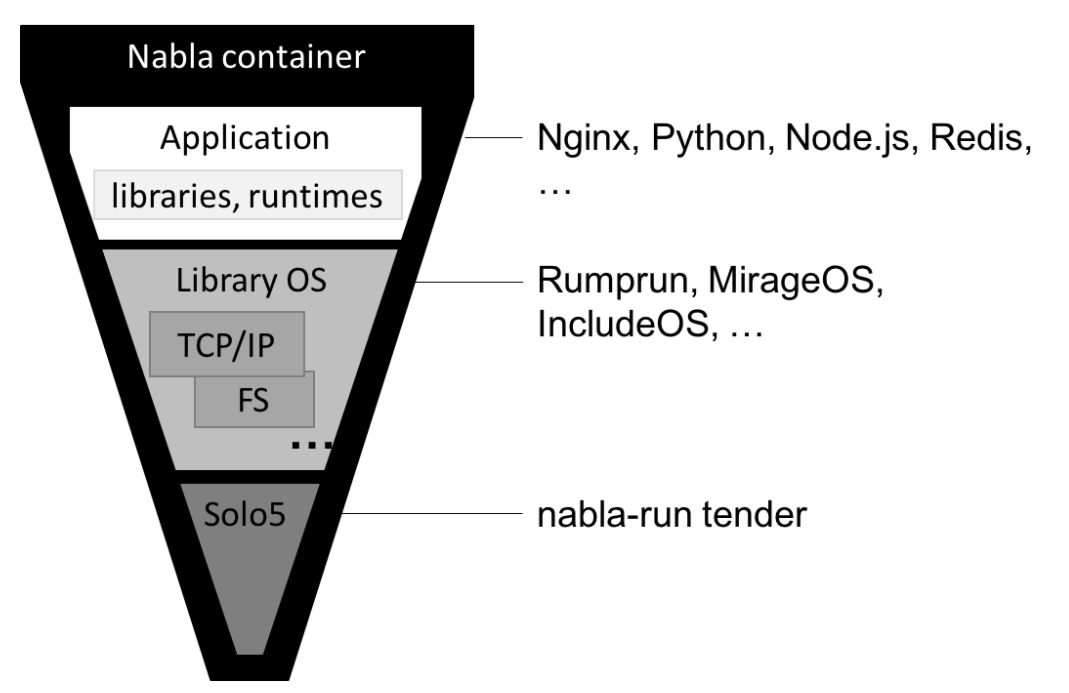 Nabla container
Application
Nginx, Python, Node.js, Redis,
…
libraries, runtimes
Library OS
Rumprun, MirageOS,
IncludeOS, …
TCP/IP
FS
…
Solo5
nabla-run tender